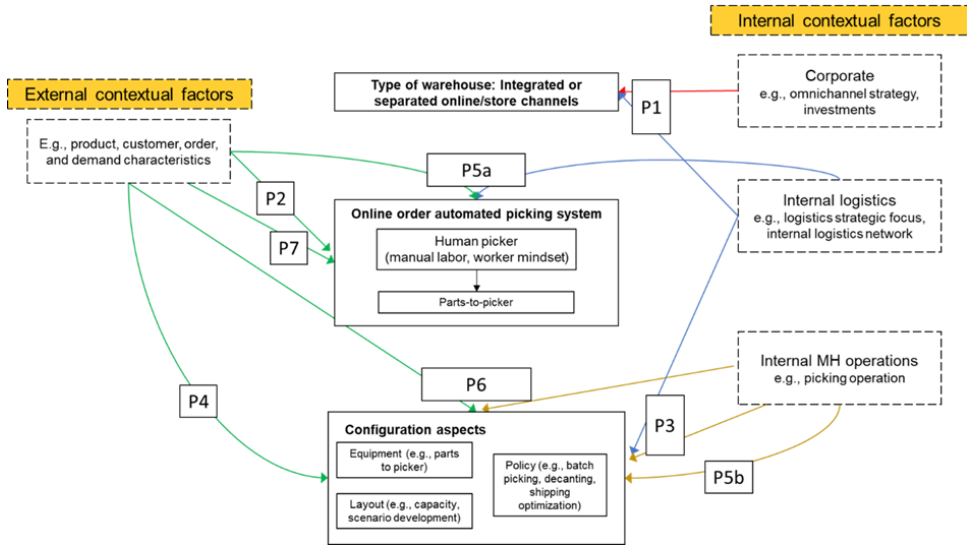 Internal contextual factors
External contextual factors
Type of warehouse: Integrated or
separated online/store channels
P1
Corporate
e.g., omnichannel strategy,
investments
E.g., product, customer, order,
and demand characteristics
P5a
P2
P7
Online order automated picking system
Human picker
(manual labor, worker mindset)
Parts-to-picker
Internal logistics
e.g., logistics strategic focus,
internal logistics network
P6
P4
Internal MH operations
e.g., picking operation
P3
P5b
Configuration aspects
Equipment (e.g., parts
to picker)
Layout (e.g., capacity,
scenario development)
Policy (e.g., batch
picking, decanting,
shipping
optimization)